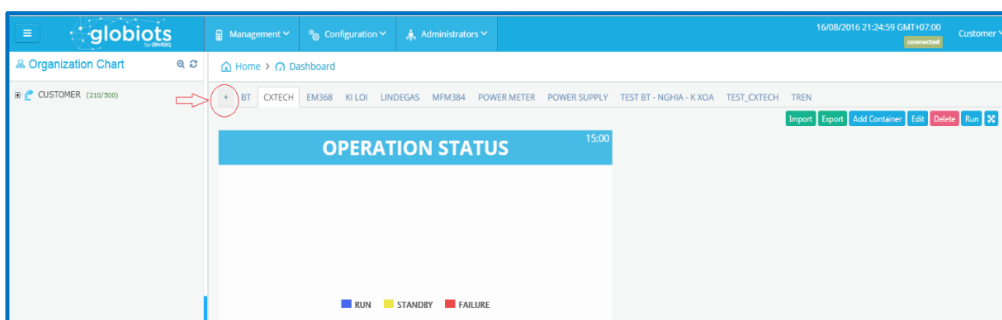 globiots
by daviteq
Management
Configuration
Administrators
16/08/2016 21:24:59 GMT+07:00
connected
Customer
Organization Chart
Home > Dashboard
CUSTOMER (210/500)
+ BT CXTECH EM368 KI LOI LINDEGAS MFM384 POWER METER POWER SUPPLY TEST BT - NGHIA - K XOA TEST_CXTECH TREN
Import Export Add Container Edit Delete Run
OPERATION STATUS
15:00
RUN STANDBY FAILURE